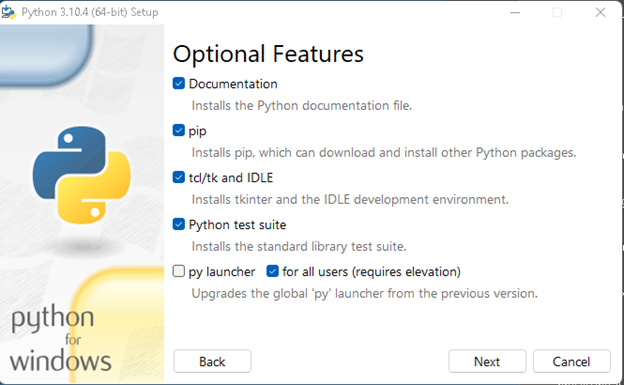 Python 3.10.4 (64-bit) Setup
Optional Features
Documentation
Installs the Python documentation file.
pip
Installs pip, which can download and install other Python packages.
tcl/tk and IDLE
Installs tkinter and the IDLE development environment.
Python test suite
Installs the standard library test suite.
py launcher for all users (requires elevation)
Upgrades the global 'py' launcher from the previous version.
python
for
windows
Back Next Cancel